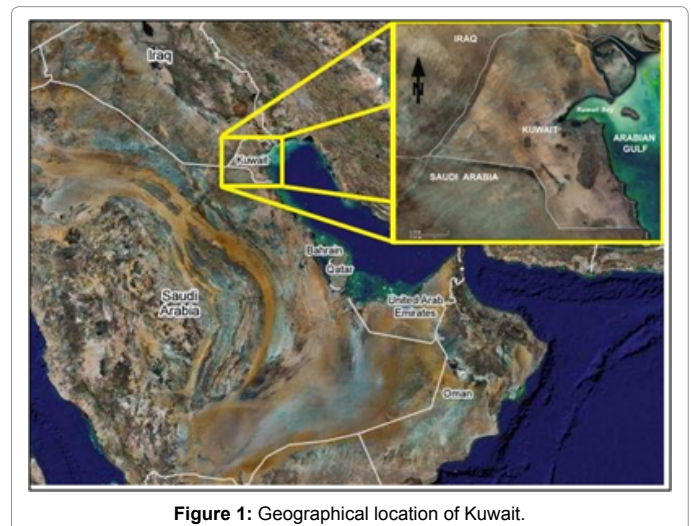 Iraq
Kuwait
Bahrain
Qatar
Saudi
Arabia
United Arab
Emirates
Oman
IRAQ
N
KUWAIT
Kuwait Bay
ARABIAN
GULF
SAUDI ARABIA
Figure 1: Geographical location of Kuwait.